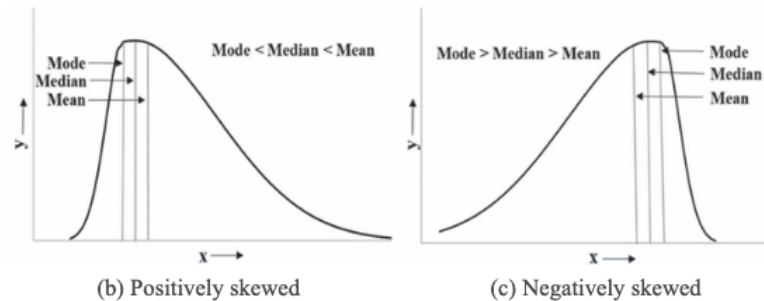 Mode < Median < Mean
Mode
Median
Mean
y
x
(b) Positively skewed
Mode > Median > Mean
Mode
Median
Mean
y
x
(c) Negatively skewed